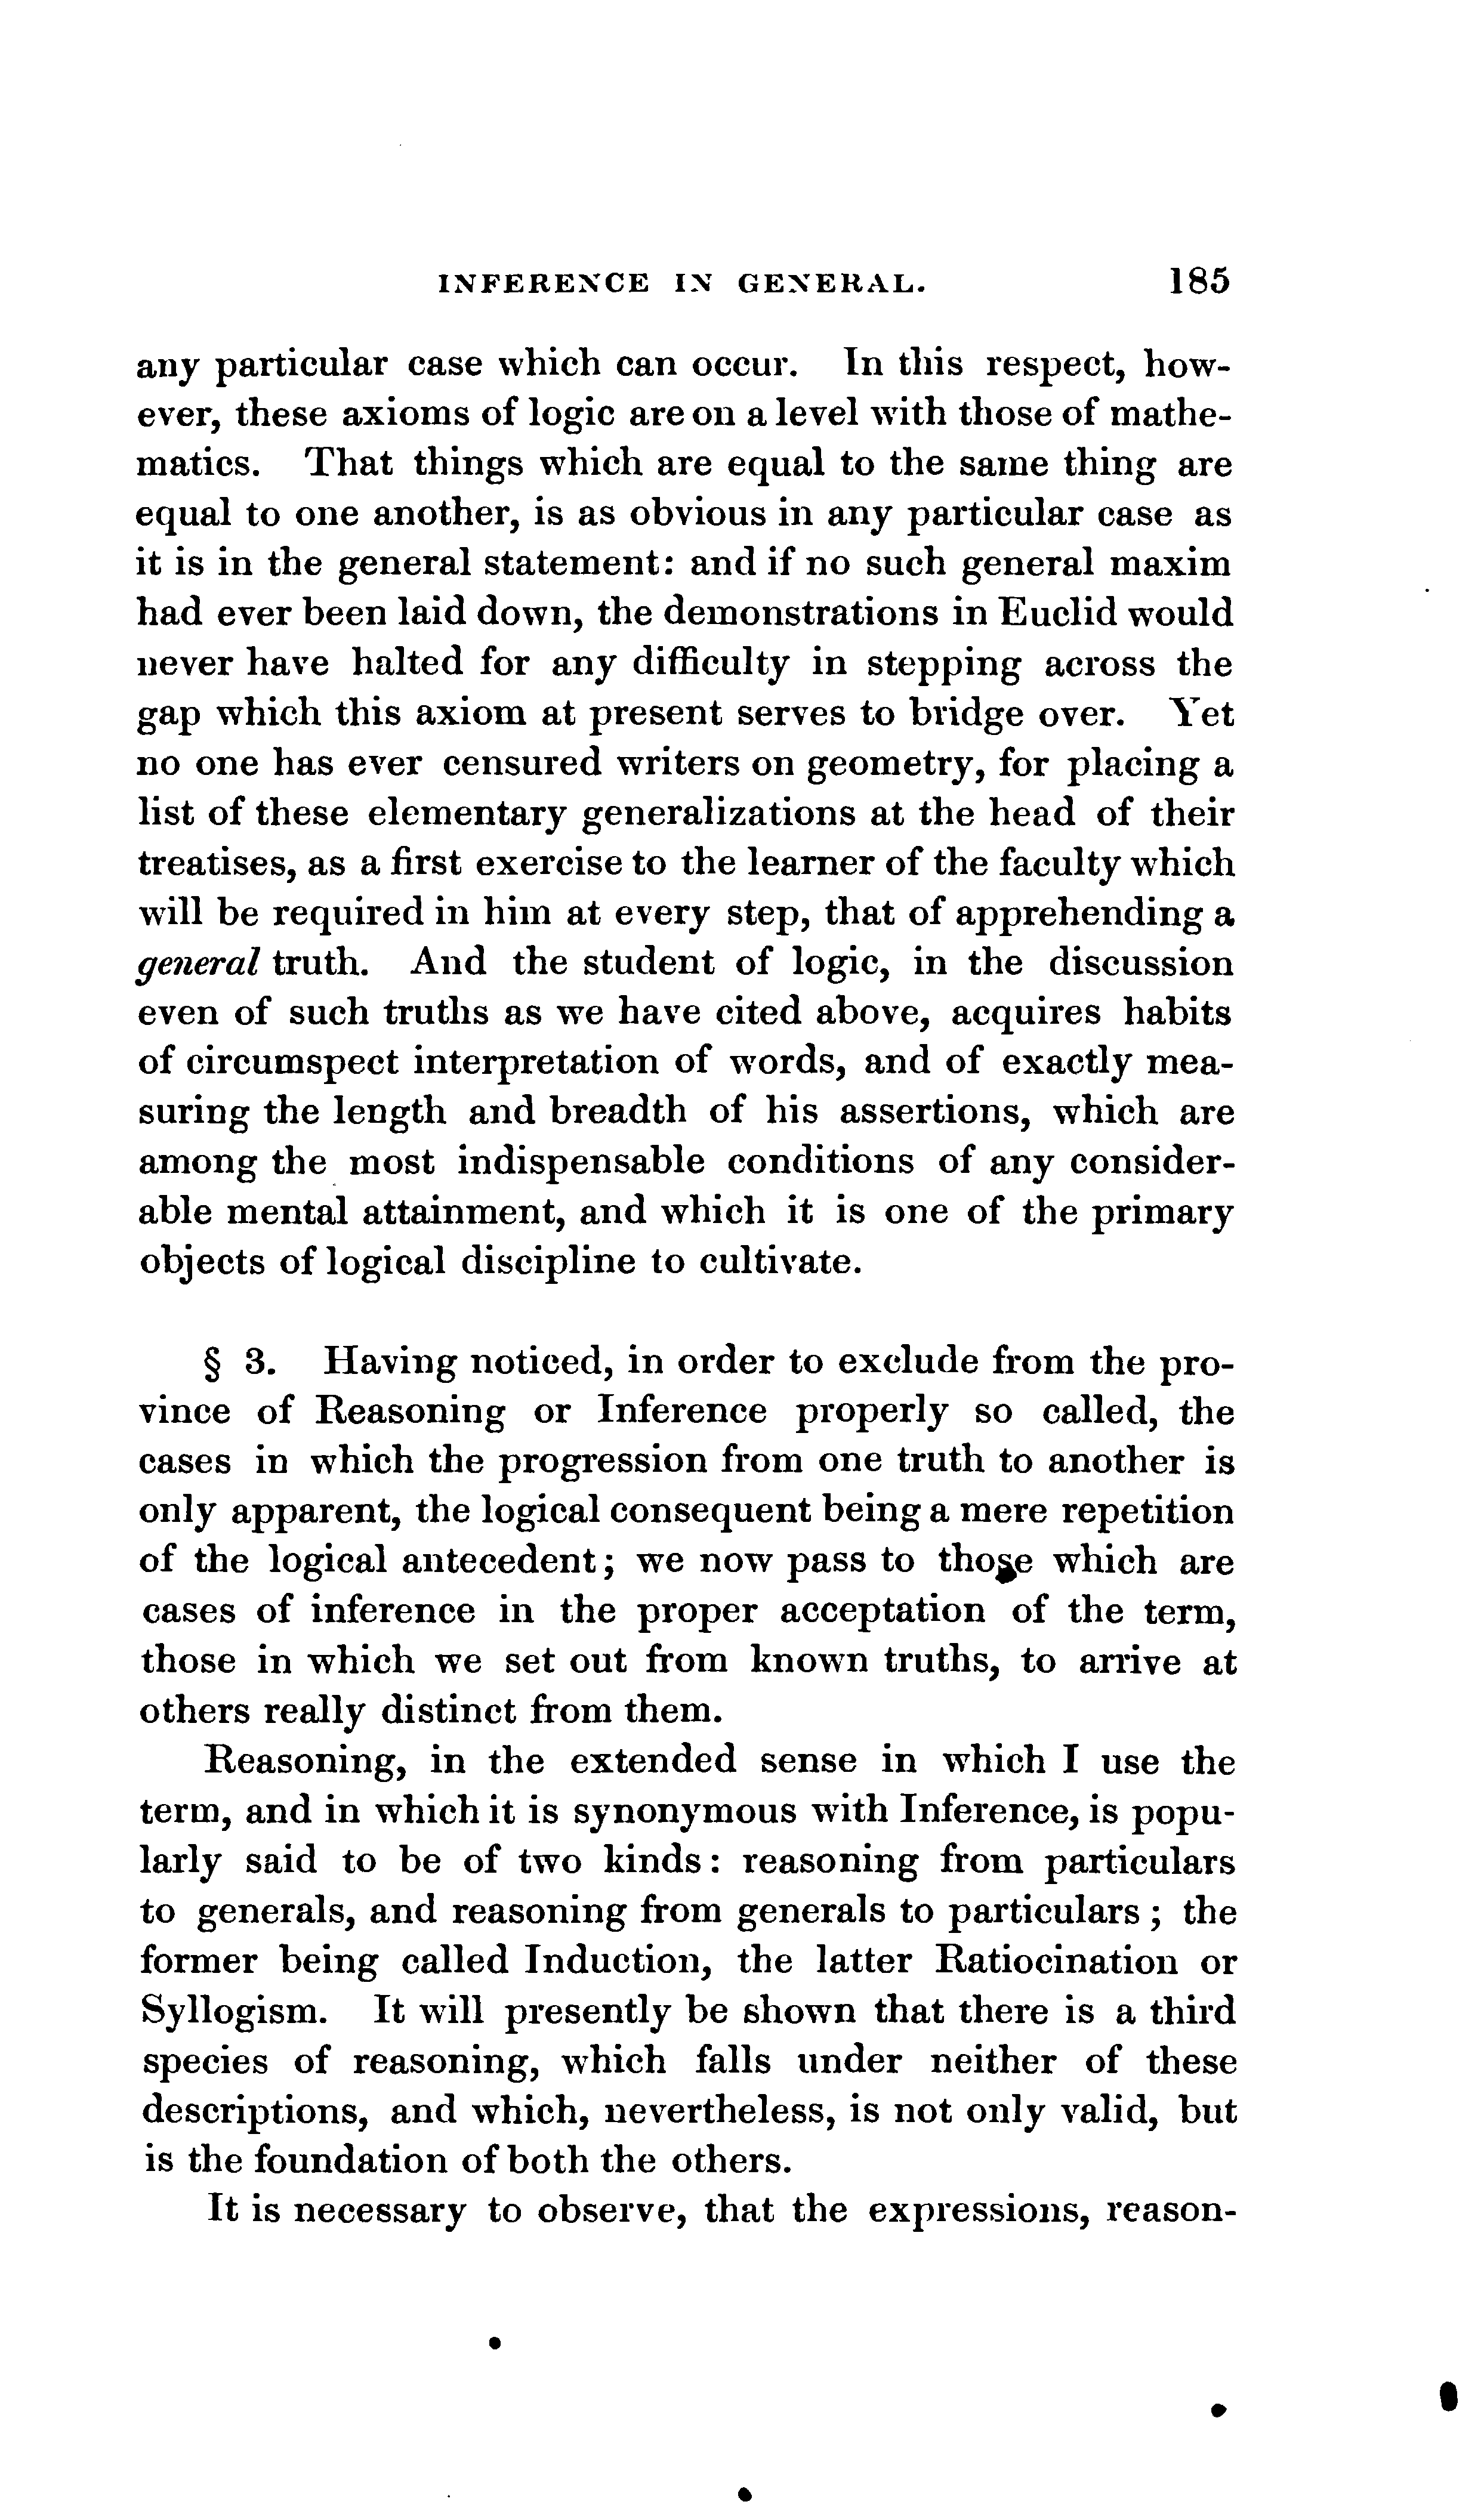 INFERENCE IN GENERAL. 185
any particular case which can occur. In this respect, how-
ever, these axioms of logic are on a level with those of mathe-
matics. That things which are equal to the same thing are
equal to one another, is as obvious in any particular case as
it is in the general statement: and if no such general maxim
had ever been laid down, the demonstrations in Euclid would
never have halted for any difficulty in stepping across the
gap which this axiom at present serves to bridge over. Yet
no one has ever censured writers on geometry, for placing a
list of these elementary generalizations at the head of their
treatises, as a first exercise to the learner of the faculty which
will be required in him at every step, that of apprehending a
general truth. And the student of logic, in the discussion
even of such truths as we have cited above, acquires habits
of circumspect interpretation of words, and of exactly mea-
suring the length and breadth of his assertions, which are
among the most indispensable conditions of any consider-
able mental attainment, and which it is one of the primary
objects of logical discipline to cultivate.
§ 3. Having noticed, in order to exclude from the pro-
vince of Reasoning or Inference properly so called, the
cases in which the progression from one truth to another is
only apparent, the logical consequent being a mere repetition
of the logical antecedent; we now pass to those which are
cases of inference in the proper acceptation of the term,
those in which we set out from known truths, to arrive at
others really distinct from them.
Reasoning, in the extended sense in which I use the
term, and in which it is synonymous with Inference, is popu-
larly said to be of two kinds: reasoning from particulars
to generals, and reasoning from generals to particulars; the
former being called Induction, the latter Ratiocination or
Syllogism. It will presently be shown that there is a third
species of reasoning, which falls under neither of these
descriptions, and which, nevertheless, is not only valid, but
is the foundation of both the others.
It is necessary to observe, that the expressions, reason-